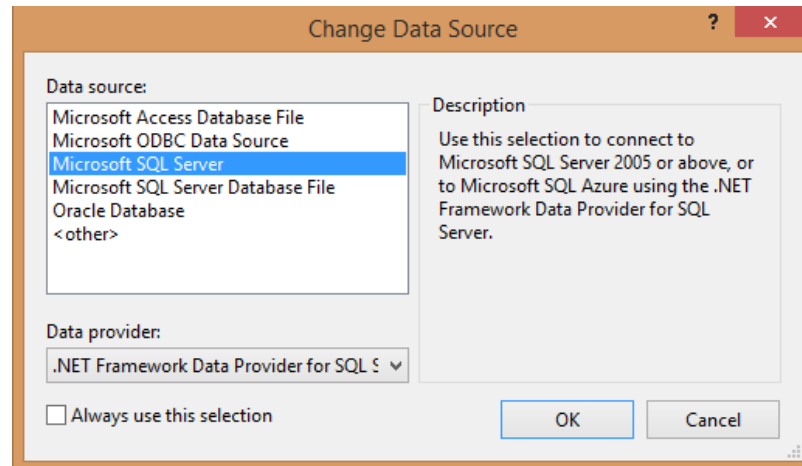 Change Data Source
?
Data source:
Microsoft Access Database File
Microsoft ODBC Data Source
Microsoft SQL Server
Microsoft SQL Server Database File
Oracle Database
<other>
Description
Use this selection to connect to
Microsoft SQL Server 2005 or above, or
to Microsoft SQL Azure using the .NET
Framework Data Provider for SQL
Server.
Data provider:
.NET Framework Data Provider for SQL S
Always use this selection
OK
Cancel